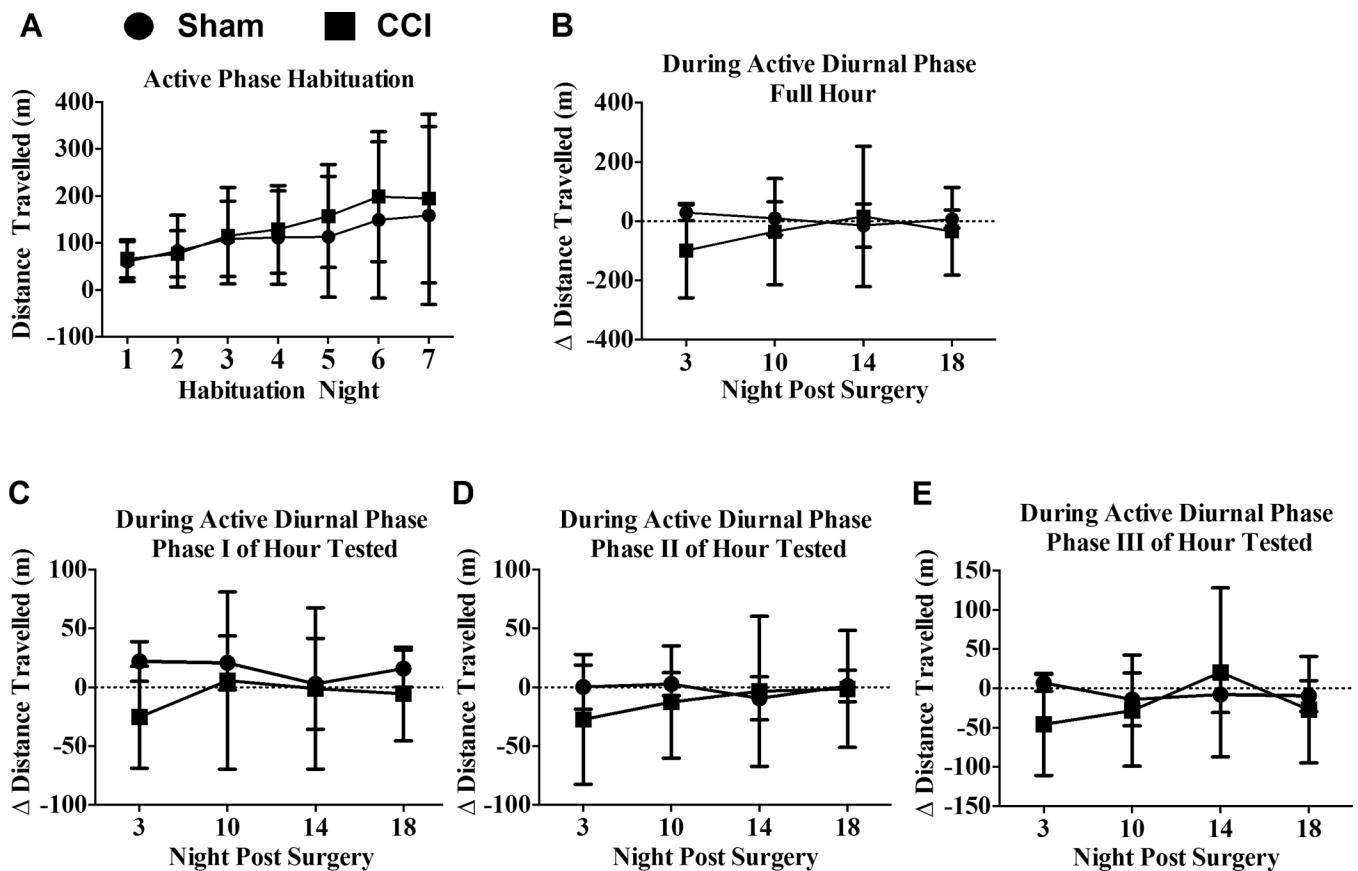 A
Sham
CCI
Active Phase Habituation
Distance Travelled (m)
400
300
200
100
0
-100
1 2 3 4 5 6 7
Habituation Night
B
During Active Diurnal Phase
Full Hour
Δ Distance Travelled (m)
400
200
0
-200
-400
3 10 14 18
Night Post Surgery
C
During Active Diurnal Phase
Phase I of Hour Tested
Δ Distance Travelled (m)
100
50
0
-50
-100
3 10 14 18
Night Post Surgery
D
During Active Diurnal Phase
Phase II of Hour Tested
Δ Distance Travelled (m)
100
50
0
-50
-100
3 10 14 18
Night Post Surgery
E
During Active Diurnal Phase
Phase III of Hour Tested
Δ Distance Travelled (m)
150
100
50
0
-50
-100
-150
3 10 14 18
Night Post Surgery